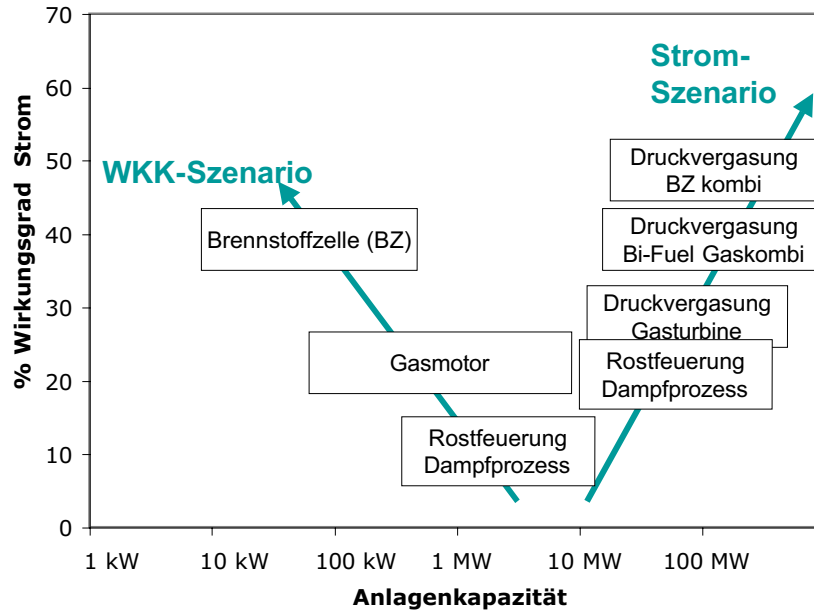 70
60
50
40
30
20
10
0
% Wirkungsgrad Strom
Strom-
Szenario
WKK-Szenario
Druckvergasung
BZ kombi
Brennstoffzelle (BZ)
Druckvergasung
Bi-Fuel Gaskombi
Druckvergasung
Gasturbine
Gasmotor
Rostfeuerung
Dampfprozess
Rostfeuerung
Dampfprozess
1 kW 10 kW 100 kW 1 MW 10 MW 100 MW
Anlagenkapazität